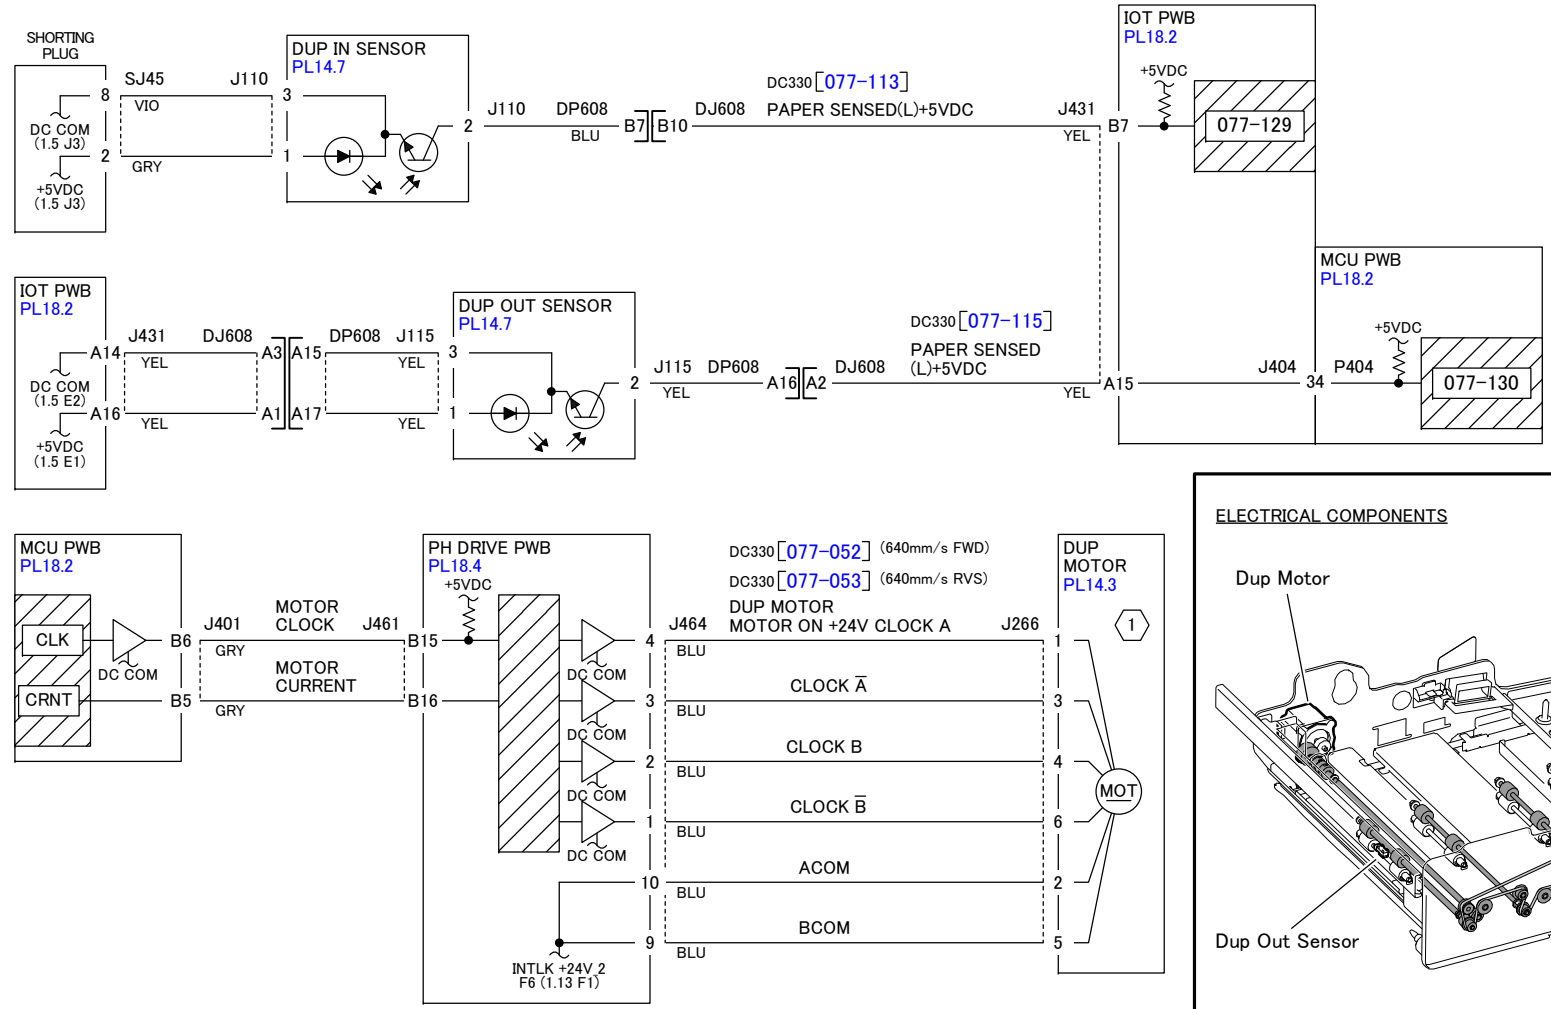 SHORTING
PLUG
SJ45
J110
8
VIO
3
DC COM
(1.5 J3)
2
GRY
1
+5VDC
(1.5 J3)
DUP IN SENSOR
PL14.7
2
J110
DP608
BLU
B7
B10
DJ608
DC330[077-113]
PAPER SENSED(L)+5VDC
J431
YEL
B7
IOT PWB
PL18.2
+5VDC
077-129
IOT PWB
PL18.2
A14
J431
YEL
DJ608
A3
A15
DP608
J115
YEL
3
DC COM
(1.5 E2)
A16
YEL
A1
A17
YEL
1
+5VDC
(1.5 E1)
DUP OUT SENSOR
PL14.7
2
J115
YEL
DP608
A16
A2
DJ608
DC330[077-115]
PAPER SENSED
(L)+5VDC
YEL
A15
J404
34
P404
MCU PWB
PL18.2
+5VDC
077-130
MCU PWB
PL18.2
CLK
DC COM
B6
J401
GRY
MOTOR
CLOCK
J461
B15
CRNT
B5
GRY
MOTOR
CURRENT
B16
PH DRIVE PWB
PL18.4
+5VDC
DC COM
DC COM
DC COM
DC COM
INTLK +24V_2
F6 (1.13 F1)
DC330[077-052] (640mm/s FWD)
DC330[077-053] (640mm/s RVS)
DUP MOTOR
4
J464
BLU
MOTOR ON +24V CLOCK A
J266
1
3
BLU
CLOCK A̅
3
2
BLU
CLOCK B
4
1
BLU
CLOCK B̅
6
10
BLU
ACOM
2
9
BLU
BCOM
5
DUP
MOTOR
PL14.3
1
MOT
ELECTRICAL COMPONENTS
Dup Motor
Dup Out Sensor